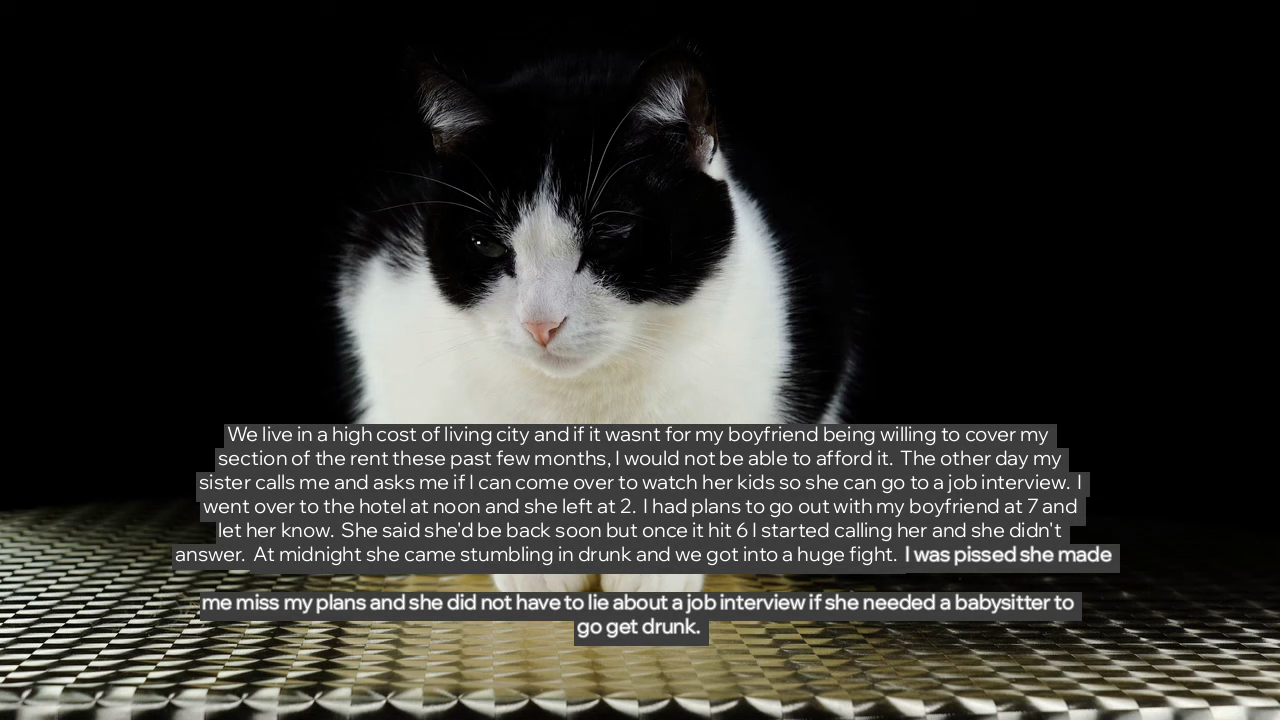 We live in a high cost of living city and if it wasnt for my boyfriend being willing to cover my
section of the rent these past few months, I would not be able to afford it. The other day my
sister calls me and asks me if I can come over to watch her kids so she can go to a job interview. I
went over to the hotel at noon and she left at 2. I had plans to go out with my boyfriend at 7 and
let her know. She said she'd be back soon but once it hit 6 I started calling her and she didn't
answer. At midnight she came stumbling in drunk and we got into a huge fight. I was pissed she made
me miss my plans and she did not have to lie about a job interview if she needed a babysitter to
go get drunk.